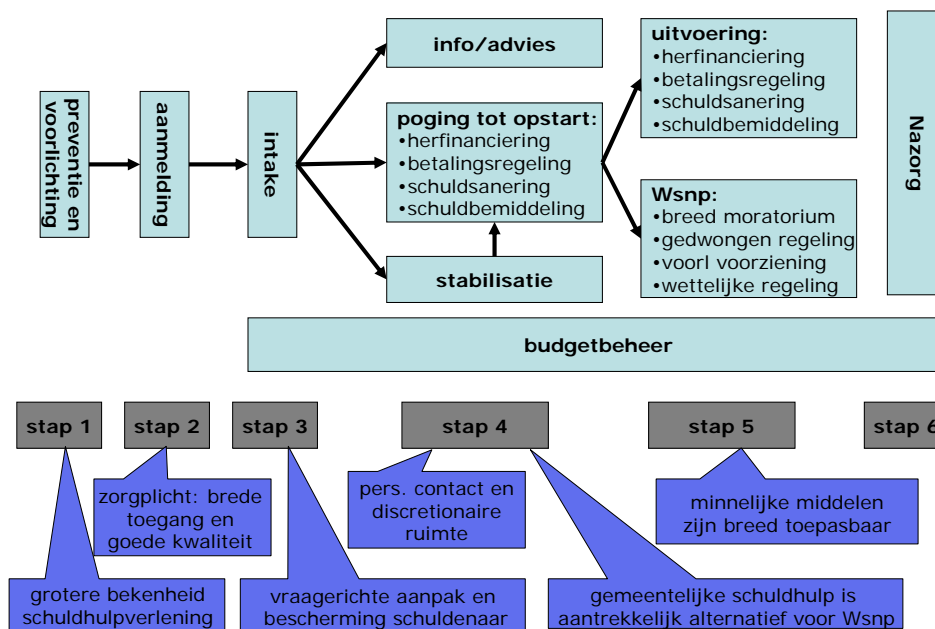 preventie en
voorlichting
aanmelding
intake
info/advies
poging tot opstart:
•herfinanciering
•betalingsregeling
•schuldsanering
•schuldbemiddeling
stabilisatie
uitvoering:
•herfinanciering
•betalingsregeling
•schuldsanering
•schuldbemiddeling
Wsnp:
•breed moratorium
•gedwongen regeling
•voorl voorziening
•wettelijke regeling
Nazorg
budgetbeheer
stap 1
stap 2
stap 3
stap 4
stap 5
stap 6
zorgplicht: brede
toegang en
goede kwaliteit
pers. contact en
discretionaire
ruimte
minnelijke middelen
zijn breed toepasbaar
grotere bekenheid
schuldhulpverlening
vraagerichte aanpak en
bescherming schuldenaar
gemeentelijke schuldhulp is
aantrekkelijk alternatief voor Wsnp